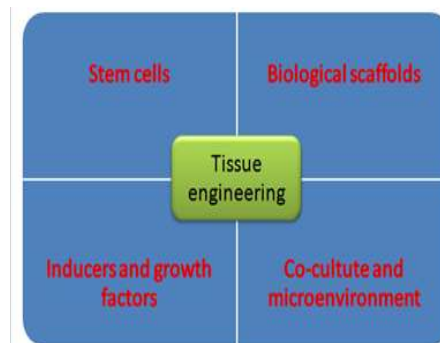 Stem cells
Biological scaffolds
Tissue
engineering
Inducers and growth
factors
Co-cultute and
microenvironment